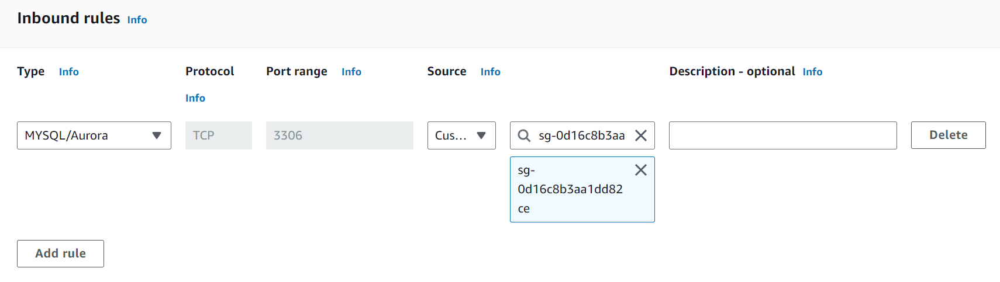 Inbound rules Info
Type Info Protocol Port range Info Source Info Description - optional Info
Info
MYSQL/Aurora TCP 3306 Cus... sg-0d16c8b3aa Delete
sg-
0d16c8b3aa1dd82
ce
Add rule